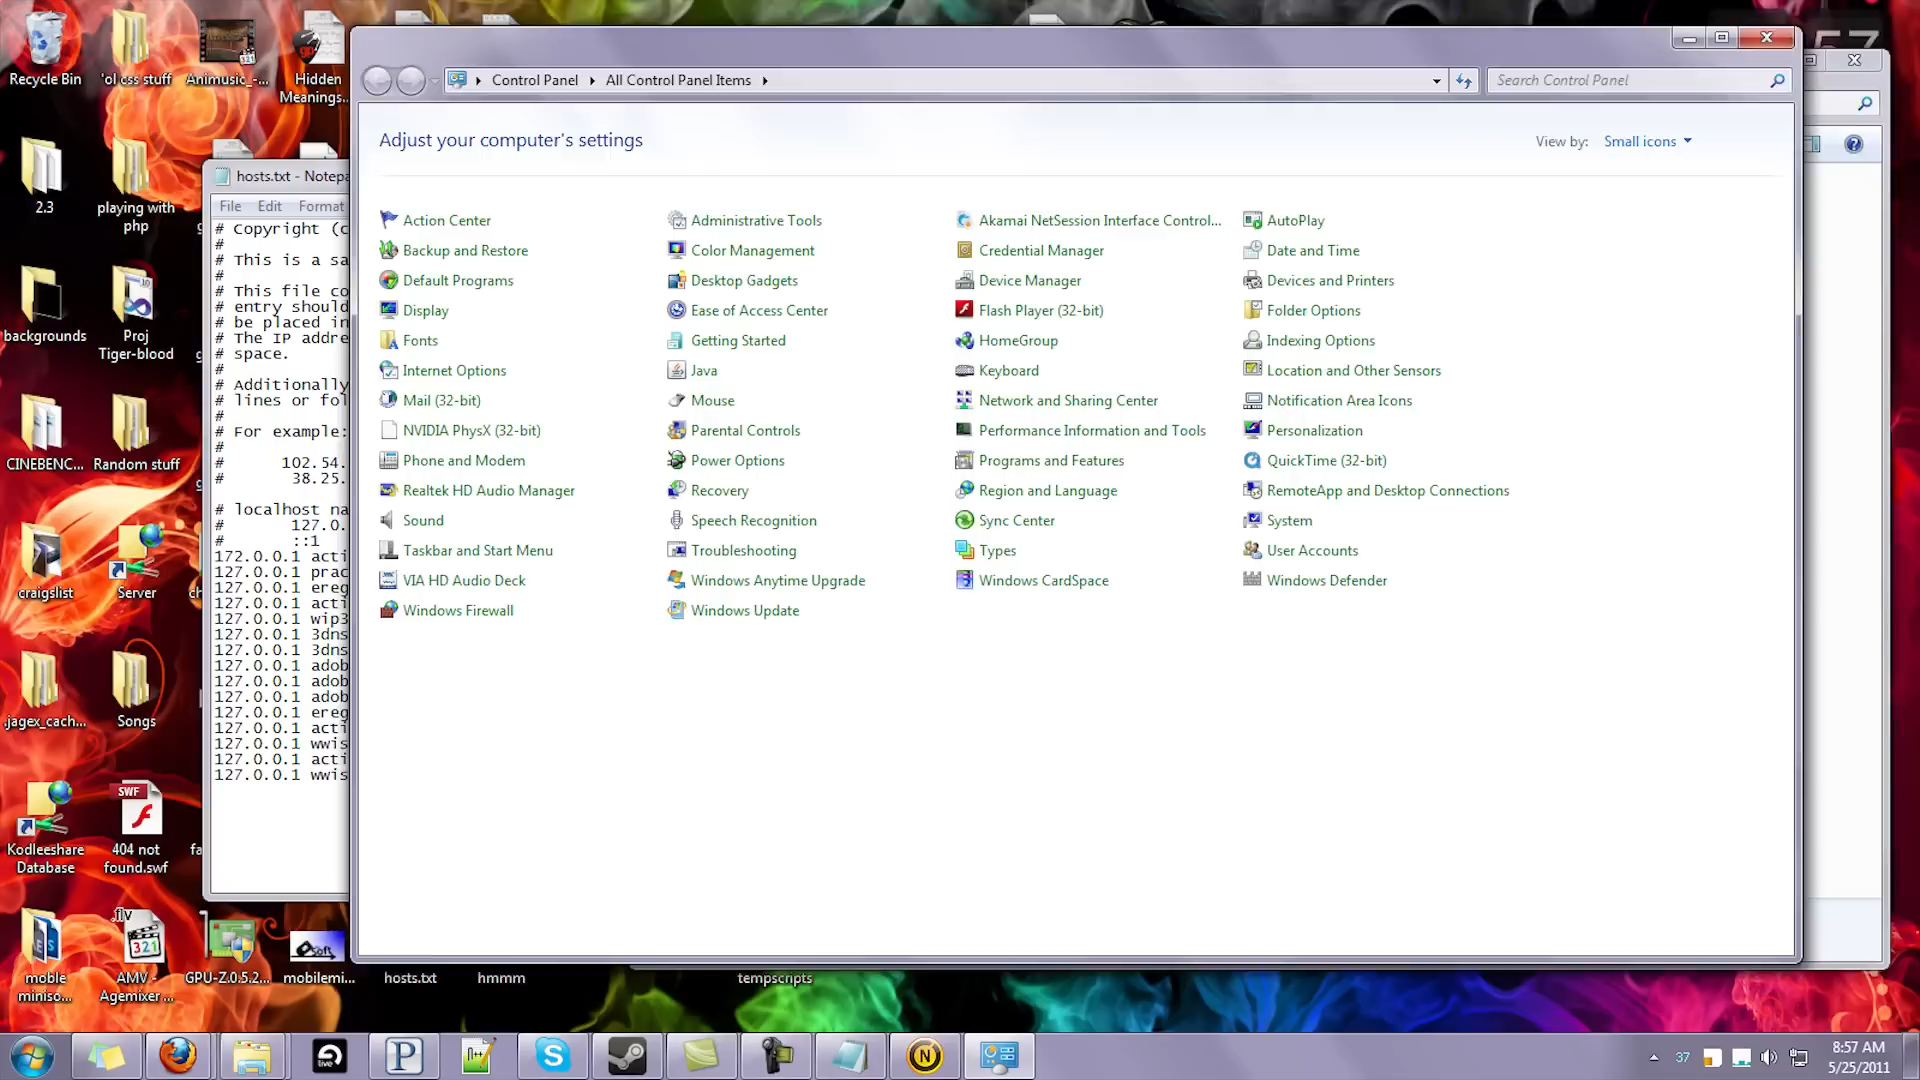 Recycle Bin
'ol css stuff
Animusic_-...
Hidden
Meanings...
2.3
playing with
php
backgrounds
Proj
Tiger-blood
CINEBENC...
Random stuff
craigslist
Server
.jagex_cach...
Songs
Kodleeshare
Database
SWF
404 not
found.swf
moble
miniso...
.flv
321
AMV -
Agemixer ...
GPU-Z.0.5.2...
mobilemi...
hosts.txt
hmmm
tempscripts
hosts.txt - Notepa
File Edit Format
# Copyright (c
#
# This is a sa
#
# This file co
# entry should
# be placed in
# The IP addre
# space.
#
# Additionally
# lines or fol
#
# For example:
#
# 102.54.
# 38.25.
# localhost na
# 127.0.
# ::1
172.0.0.1 acti
127.0.0.1 prac
127.0.0.1 ereg
127.0.0.1 acti
127.0.0.1 wip3
127.0.0.1 3dns
127.0.0.1 3dns
127.0.0.1 adob
127.0.0.1 adob
127.0.0.1 adob
127.0.0.1 ereg
127.0.0.1 acti
127.0.0.1 wwis
127.0.0.1 acti
127.0.0.1 wwis
Control Panel All Control Panel Items
Search Control Panel
Adjust your computer's settings
View by: Small icons
Action Center
Administrative Tools
Akamai NetSession Interface Control...
AutoPlay
Backup and Restore
Color Management
Credential Manager
Date and Time
Default Programs
Desktop Gadgets
Device Manager
Devices and Printers
Display
Ease of Access Center
Flash Player (32-bit)
Folder Options
Fonts
Getting Started
HomeGroup
Indexing Options
Internet Options
Java
Keyboard
Location and Other Sensors
Mail (32-bit)
Mouse
Network and Sharing Center
Notification Area Icons
NVIDIA PhysX (32-bit)
Parental Controls
Performance Information and Tools
Personalization
Phone and Modem
Power Options
Programs and Features
QuickTime (32-bit)
Realtek HD Audio Manager
Recovery
Region and Language
RemoteApp and Desktop Connections
Sound
Speech Recognition
Sync Center
System
Taskbar and Start Menu
Troubleshooting
Types
User Accounts
VIA HD Audio Deck
Windows Anytime Upgrade
Windows CardSpace
Windows Defender
Windows Firewall
Windows Update
37
8:57 AM
5/25/2011